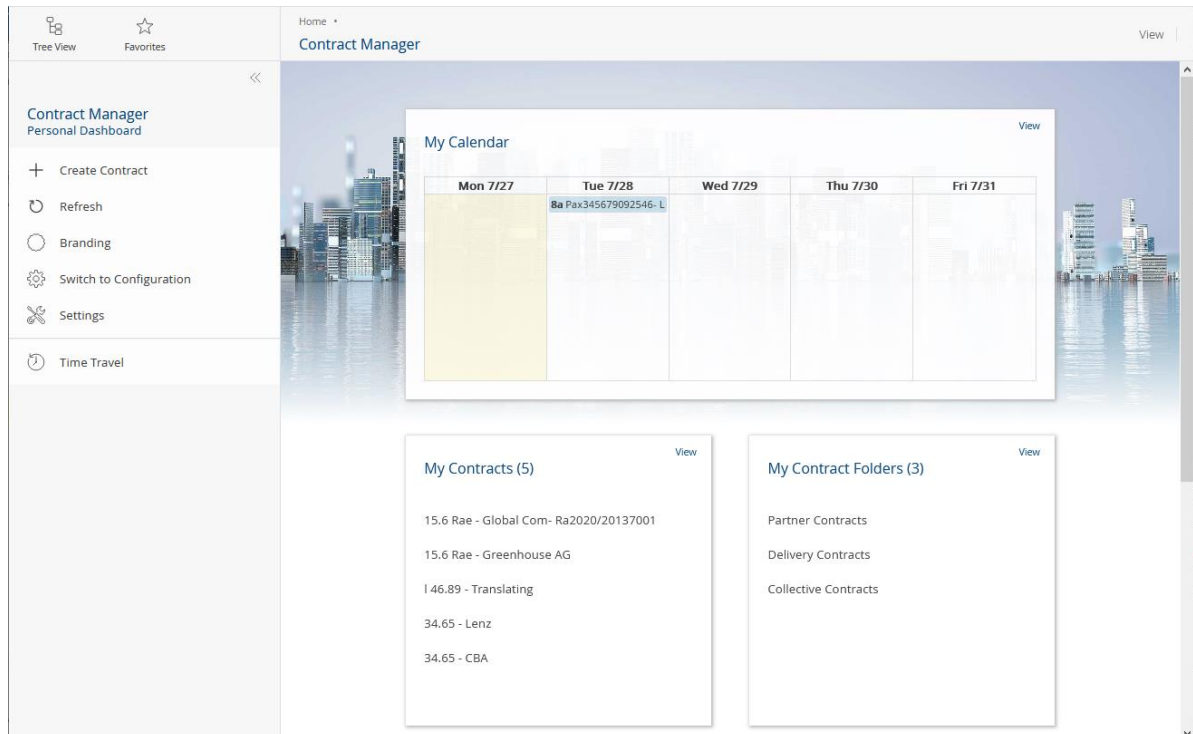 Tree View
Favorites
Home •
Contract Manager
View
Contract Manager
Personal Dashboard
Create Contract
Refresh
Branding
Switch to Configuration
Settings
Time Travel
View
My Calendar
Mon 7/27 Tue 7/28 Wed 7/29 Thu 7/30 Fri 7/31
8a Pax345679092546- L
View
My Contracts (5)
15.6 Rae - Global Com- Ra2020/20137001
15.6 Rae - Greenhouse AG
l 46.89 - Translating
34.65 - Lenz
34.65 - CBA
View
My Contract Folders (3)
Partner Contracts
Delivery Contracts
Collective Contracts